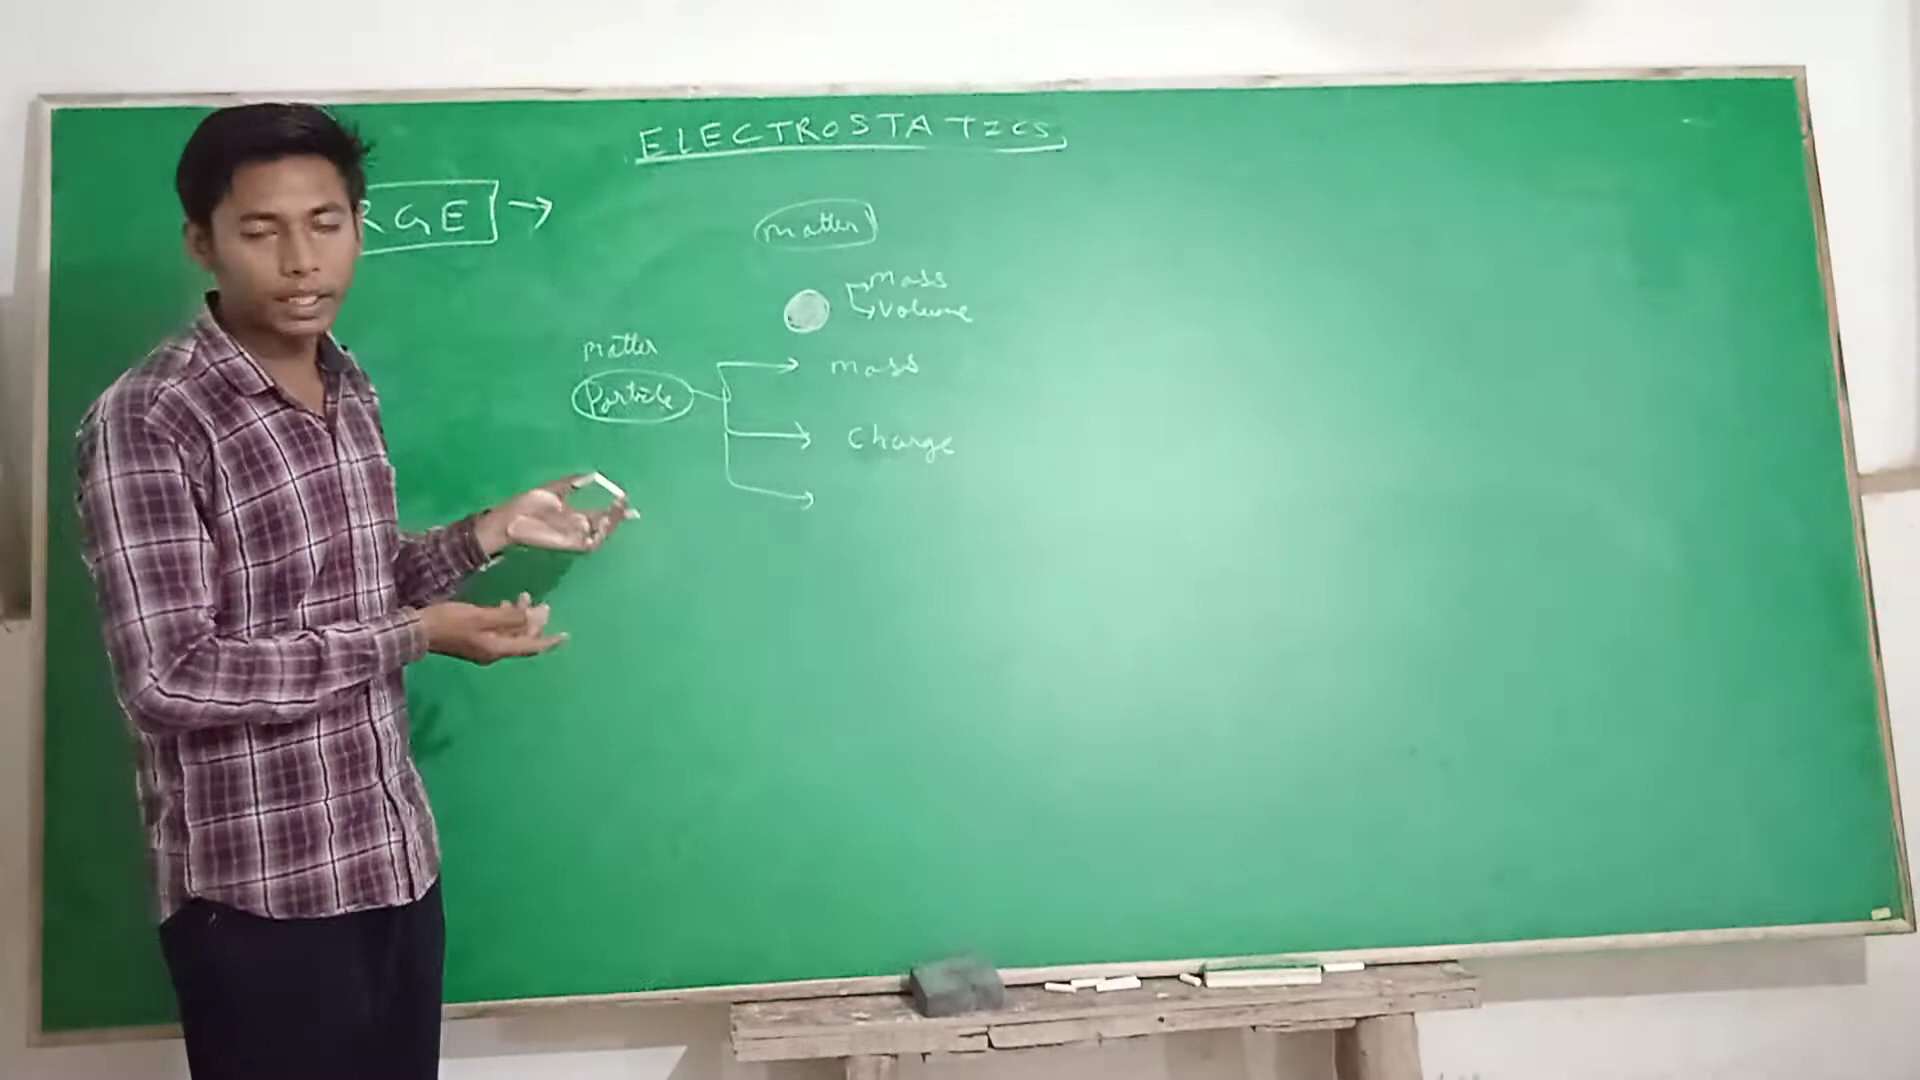 ELECTROSTATICS
RGE →
Matter
Mass
Volume
Matter
Particle
Mass
Charge